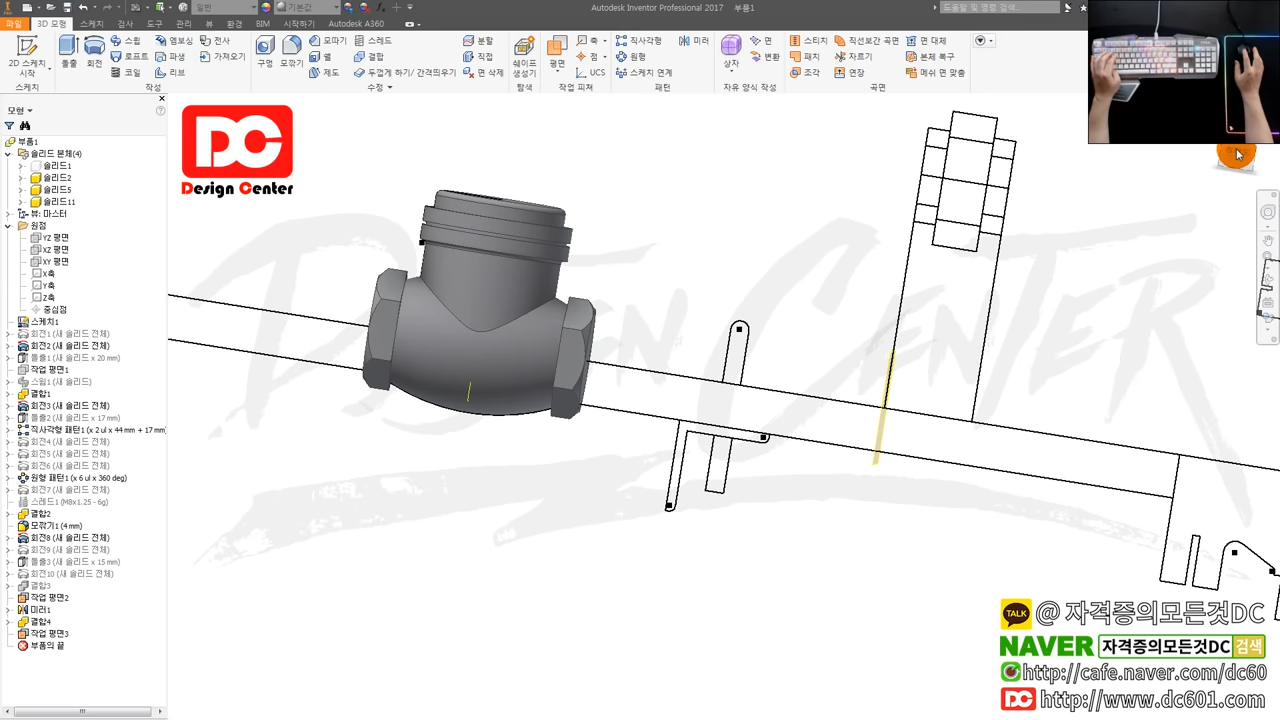 일반
기본값
Autodesk Inventor Professional 2017 부품1
도움말 및 명령 검색...
파일 3D 모형 스케치 검사 도구 관리 뷰 환경 BIM 시작하기 Autodesk A360
2D 스케치 시작
돌출 회전
스윕 로프트 코일
엠보싱 파생 리브
전사 가져오기
구멍 모깎기
모따기 쉘 제도
스레드 결합 두껍게 하기/ 간격띄우기
분할 직접 면 삭제
쉐이프 생성기
평면
축 점 UCS
직사각형 원형 스케치 연계
미러
상자
면 변환
스티치 패치 조각
직선보간 곡면 자르기 연장
면 대체 본체 복구 메쉬 면 맞춤
스케치 작성 수정 탐색 작업 피쳐 패턴 자유 양식 작성 곡면
모형
부품1
솔리드 본체(4)
솔리드1
솔리드2
솔리드5
솔리드11
뷰: 마스터
원점
YZ 평면
XZ 평면
XY 평면
X축
Y축
Z축
중심점
스케치1
회전1 (새 솔리드 전체)
회전2 (새 솔리드 전체)
돌출1 (새 솔리드 x 20 mm)
작업 평면1
스윕1 (새 솔리드)
결합1
회전3 (새 솔리드 전체)
돌출2 (새 솔리드 x 17 mm)
직사각형 패턴1 (x 2 ul x 44 mm + 17 mm
회전4 (새 솔리드 전체)
회전5 (새 솔리드 전체)
회전6 (새 솔리드 전체)
원형 패턴1 (x 6 ul x 360 deg)
회전7 (새 솔리드 전체)
스레드1 (M8x1.25 - 6g)
결합2
모깎기1 (4 mm)
회전8 (새 솔리드 전체)
회전9 (새 솔리드 전체)
돌출3 (새 솔리드 x 15 mm)
회전10 (새 솔리드 전체)
결합3
작업 평면2
미러1
결합4
작업 평면3
부품의 끝
DC
Design Center
DESIGN CENTER
TALK @ 자격증의모든것DC
NAVER 자격증의모든것DC 검색
http://cafe.naver.com/dc60
DC http://www.dc601.com/